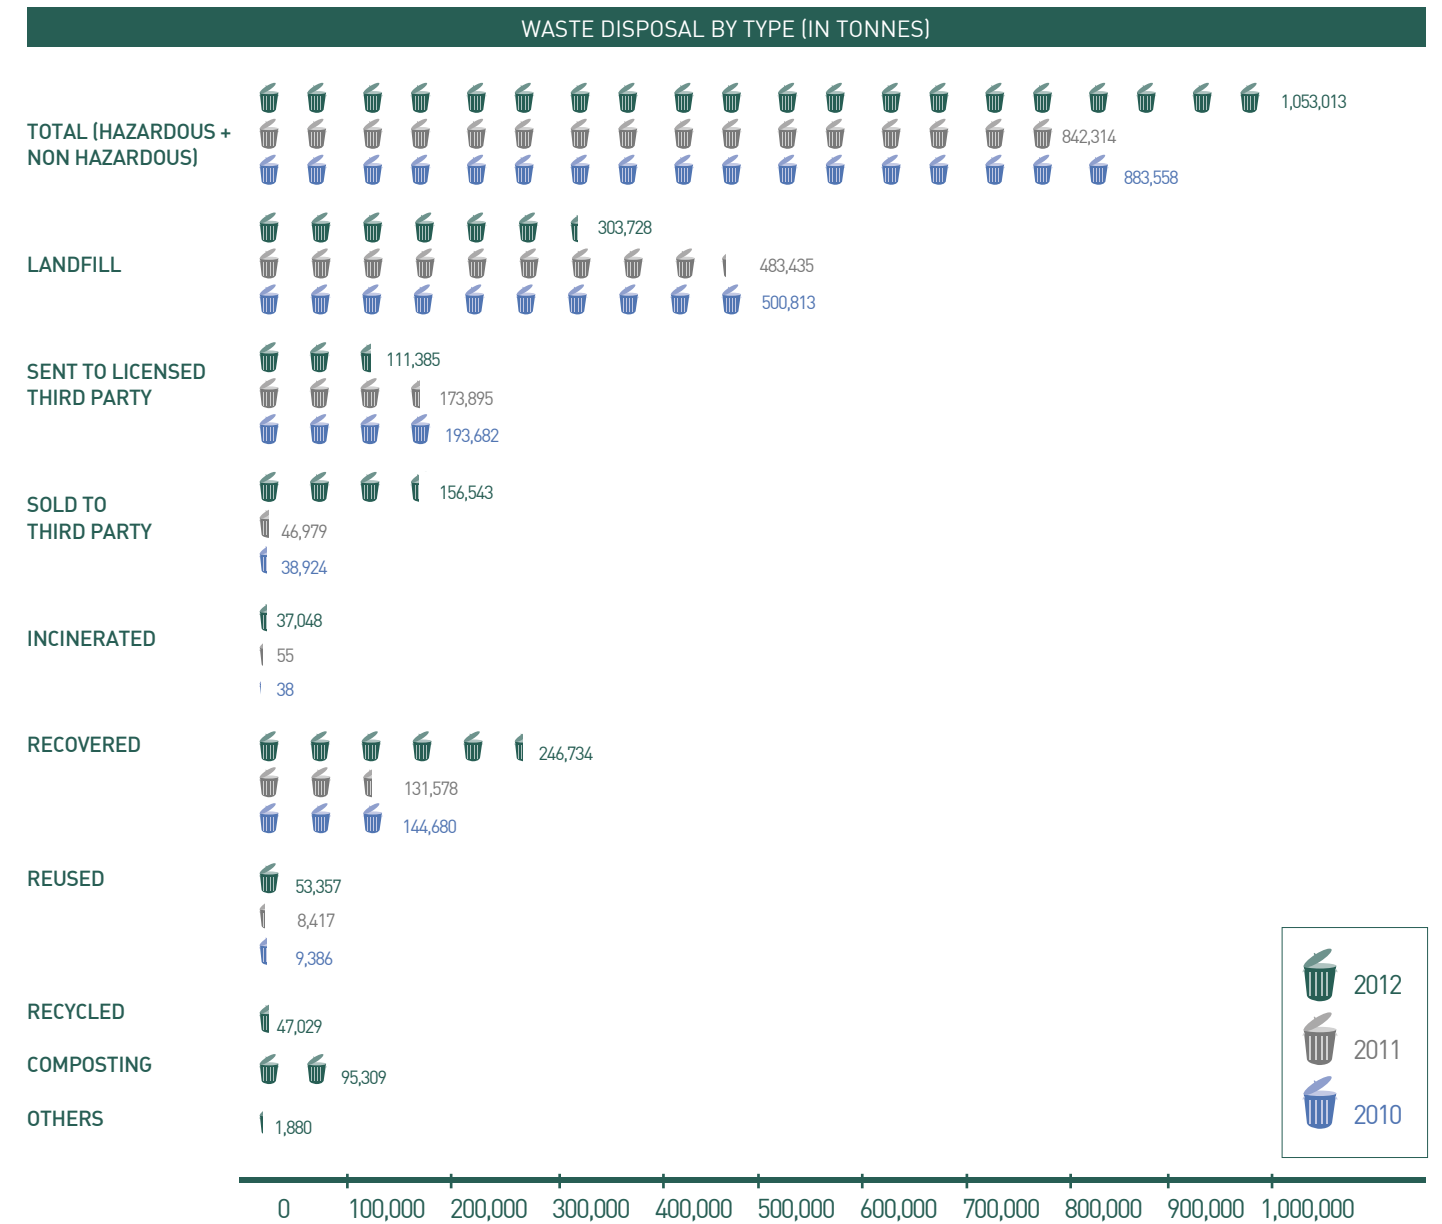 WASTE DISPOSAL BY TYPE (IN TONNES)
TOTAL (HAZARDOUS +
NON HAZARDOUS)
1,053,013
842,314
883,558
LANDFILL
303,728
483,435
500,813
SENT TO LICENSED
THIRD PARTY
111,385
173,895
193,682
SOLD TO
THIRD PARTY
156,543
46,979
38,924
INCINERATED
37,048
55
38
RECOVERED
246,734
131,578
144,680
REUSED
53,357
8,417
9,386
RECYCLED
47,029
COMPOSTING
95,309
OTHERS
1,880
2012
2011
2010
0 100,000 200,000 300,000 400,000 500,000 600,000 700,000 800,000 900,000 1,000,000